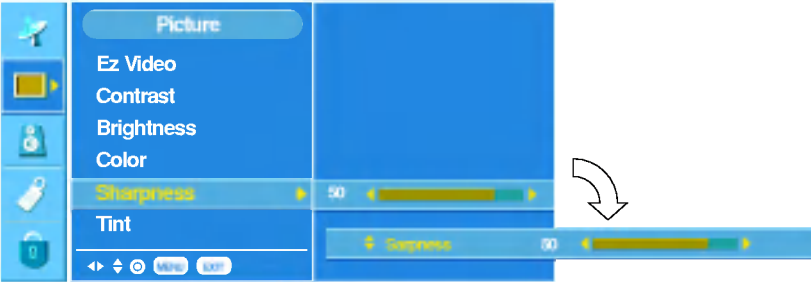 Picture
Ez Video
Contrast
Brightness
Color
Sharpness 50
Tint
Sarpness 50
MENU EXIT